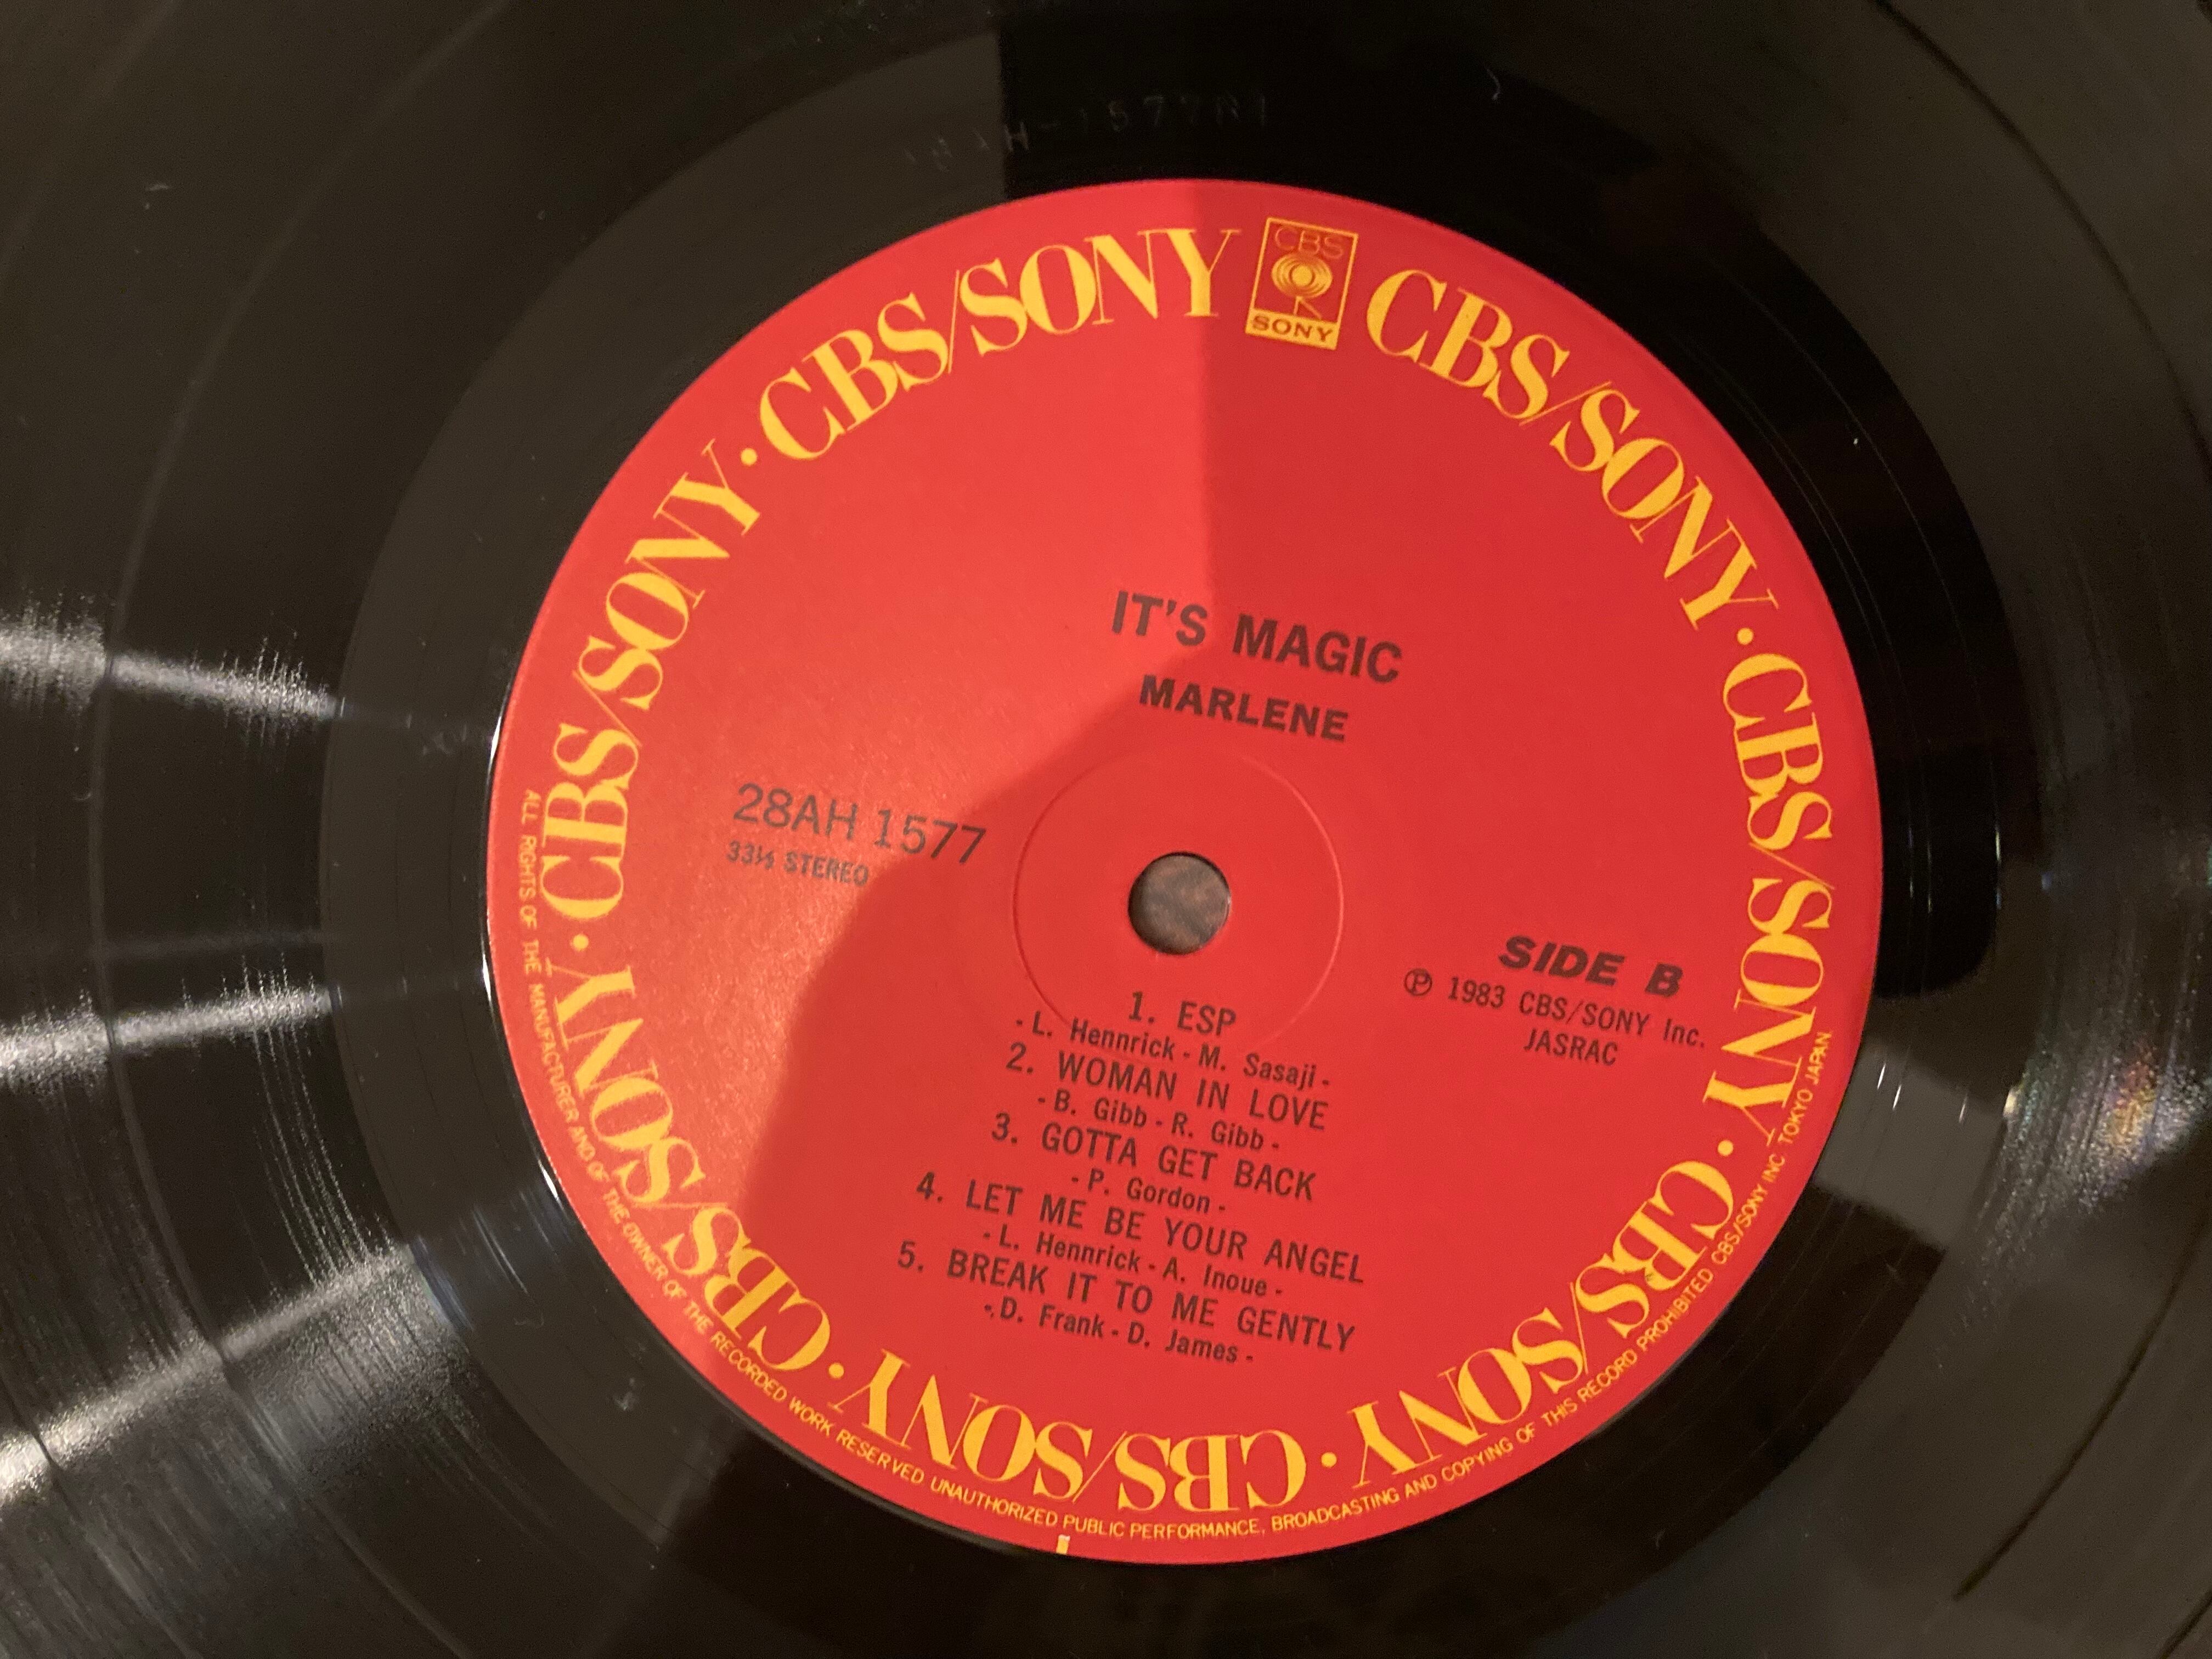 CBS SONY
CBS/SONY · CBS/SONY · CBS/SONY · CBS/SONY · CBS/SONY · CBS/SONY · CBS/SONY · CBS/SONY
IT'S MAGIC
MARLENE
28AH 1577
33⅓ STEREO
SIDE B
Ⓟ 1983 CBS/SONY Inc.
JASRAC
1. ESP
- L. Hennrick - M. Sasaji -
2. WOMAN IN LOVE
- B. Gibb - R. Gibb -
3. GOTTA GET BACK
- P. Gordon -
4. LET ME BE YOUR ANGEL
- L. Hennrick - A. Inoue -
5. BREAK IT TO ME GENTLY
- D. Frank - D. James -
ALL RIGHTS OF THE MANUFACTURER AND OF THE OWNER OF THE RECORDED WORK RESERVED UNAUTHORIZED PUBLIC PERFORMANCE, BROADCASTING AND COPYING OF THIS RECORD PROHIBITED CBS/SONY INC TOKYO JAPAN